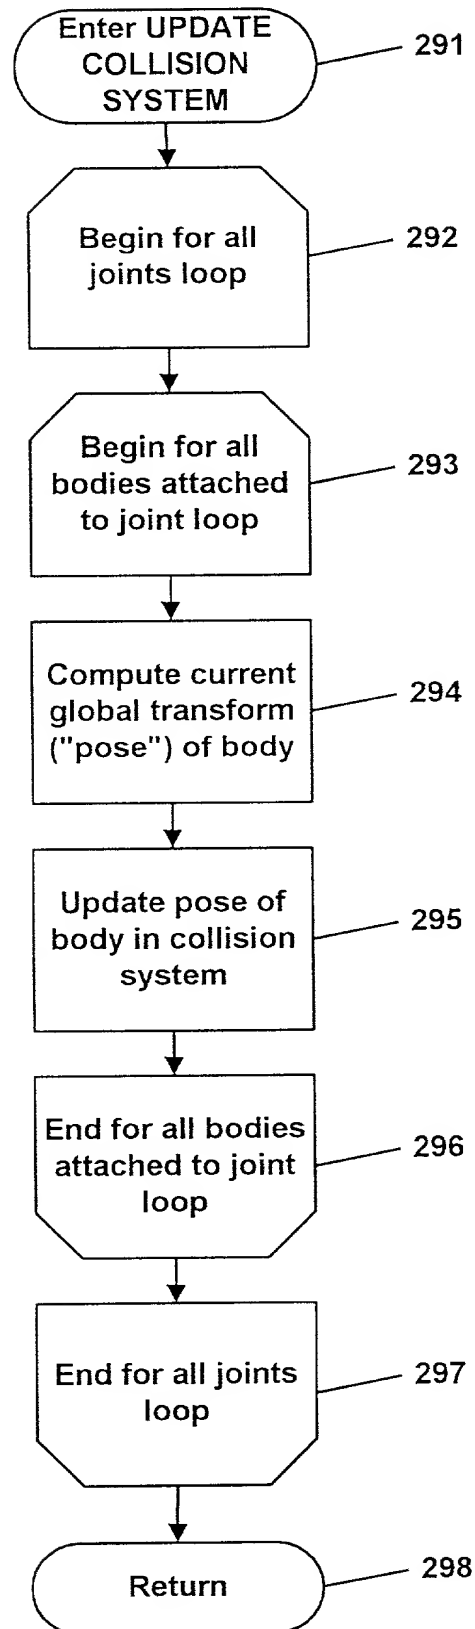 Enter UPDATE
COLLISION
SYSTEM
291
Begin for all
joints loop
292
Begin for all
bodies attached
to joint loop
293
Compute current
global transform
("pose") of body
294
Update pose of
body in collision
system
295
End for all bodies
attached to joint
loop
296
End for all joints
loop
297
Return
298